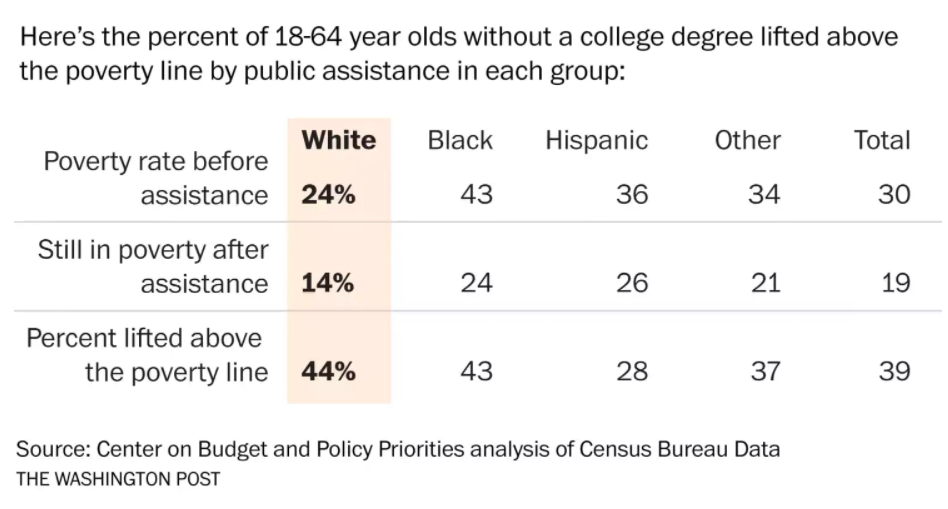 Here's the percent of 18-64 year olds without a college degree lifted above
the poverty line by public assistance in each group:
White Black Hispanic Other Total
Poverty rate before
assistance 24% 43 36 34 30
Still in poverty after
assistance 14% 24 26 21 19
Percent lifted above
the poverty line 44% 43 28 37 39
Source: Center on Budget and Policy Priorities analysis of Census Bureau Data
THE WASHINGTON POST